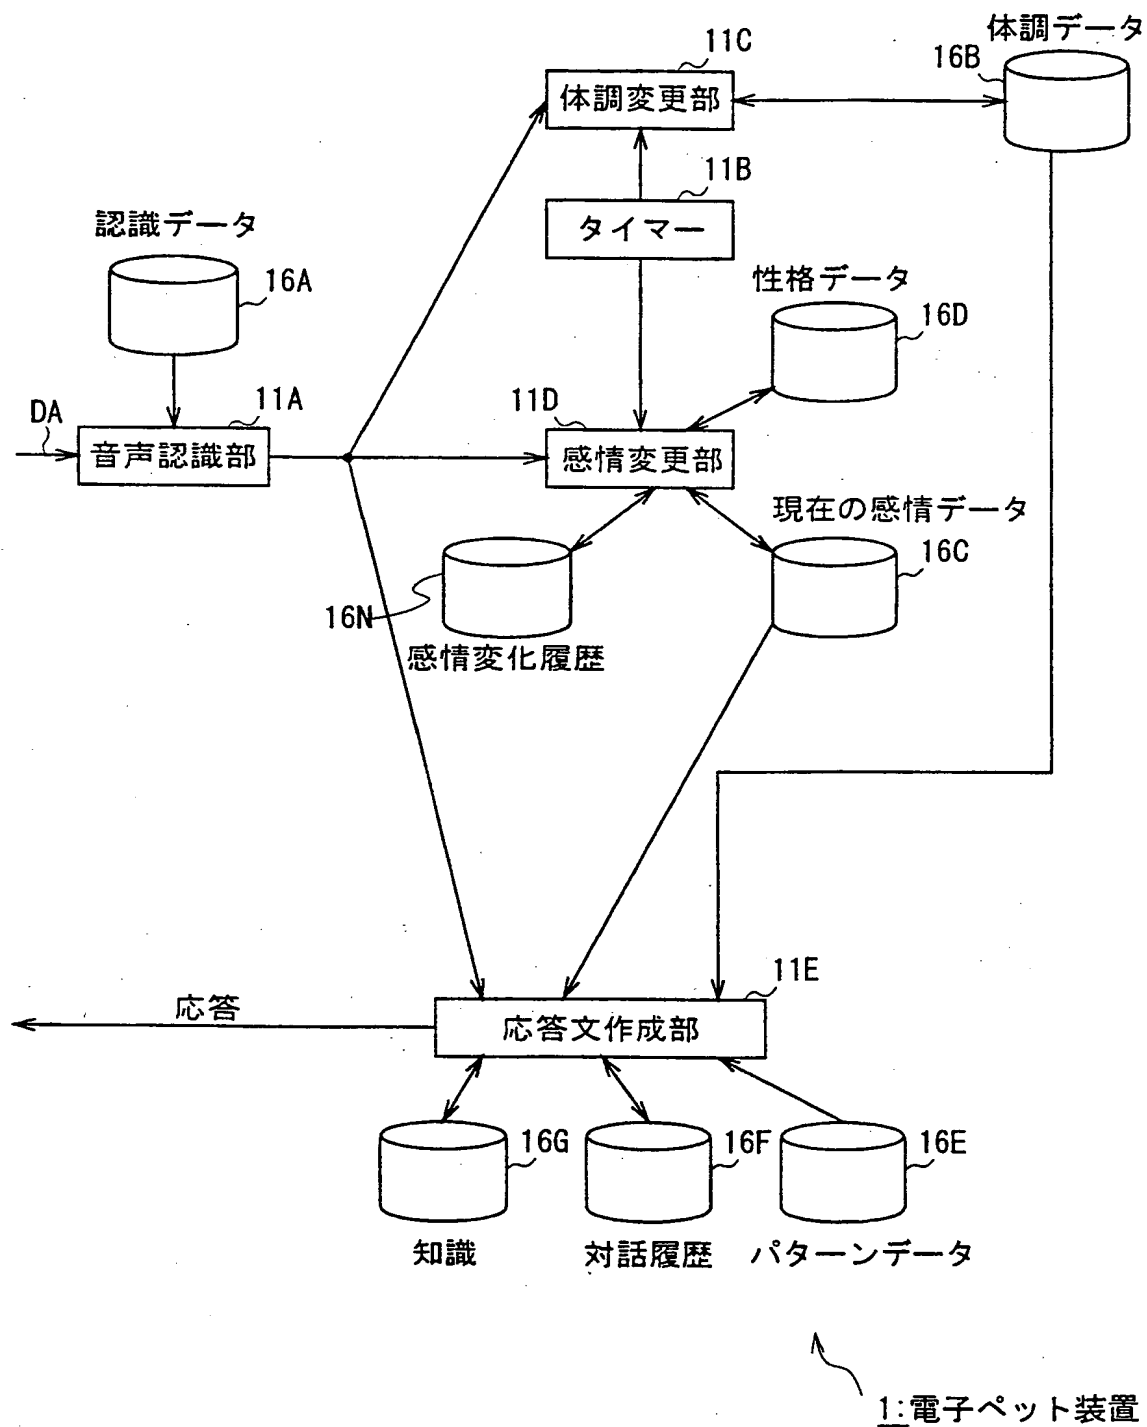 体調データ
11C
16B
体調変更部
11B
タイマー
認識データ
16A
性格データ
16D
DA
11A
音声認識部
11D
感情変更部
現在の感情データ
16C
16N
感情変化履歴
11E
応答
応答文作成部
16G
16F
16E
知識
対話履歴
パターンデータ
1:電子ペット装置